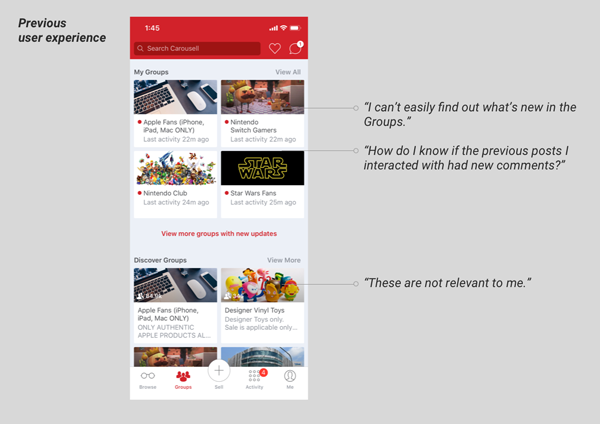 Previous
user experience
1:45
Search Carousell
1
My Groups
View All
Apple Fans (iPhone,
iPad, Mac ONLY)
Last activity 22m ago
Nintendo
Switch Gamers
Last activity 22m ago
STAR
WARS
Nintendo Club
Last activity 24m ago
Star Wars Fans
Last activity 25m ago
View more groups with new updates
Discover Groups
View More
84.9k
Apple Fans (iPhone,
iPad, Mac ONLY)
ONLY AUTHENTIC
APPLE PRODUCTS AL...
Designer Vinyl Toys
Designer Toys only.
Sale is applicable only...
Browse
Groups
Sell
4
Activity
Me
“I can’t easily find out what’s new in the
Groups.”
“How do I know if the previous posts I
interacted with had new comments?”
“These are not relevant to me.”